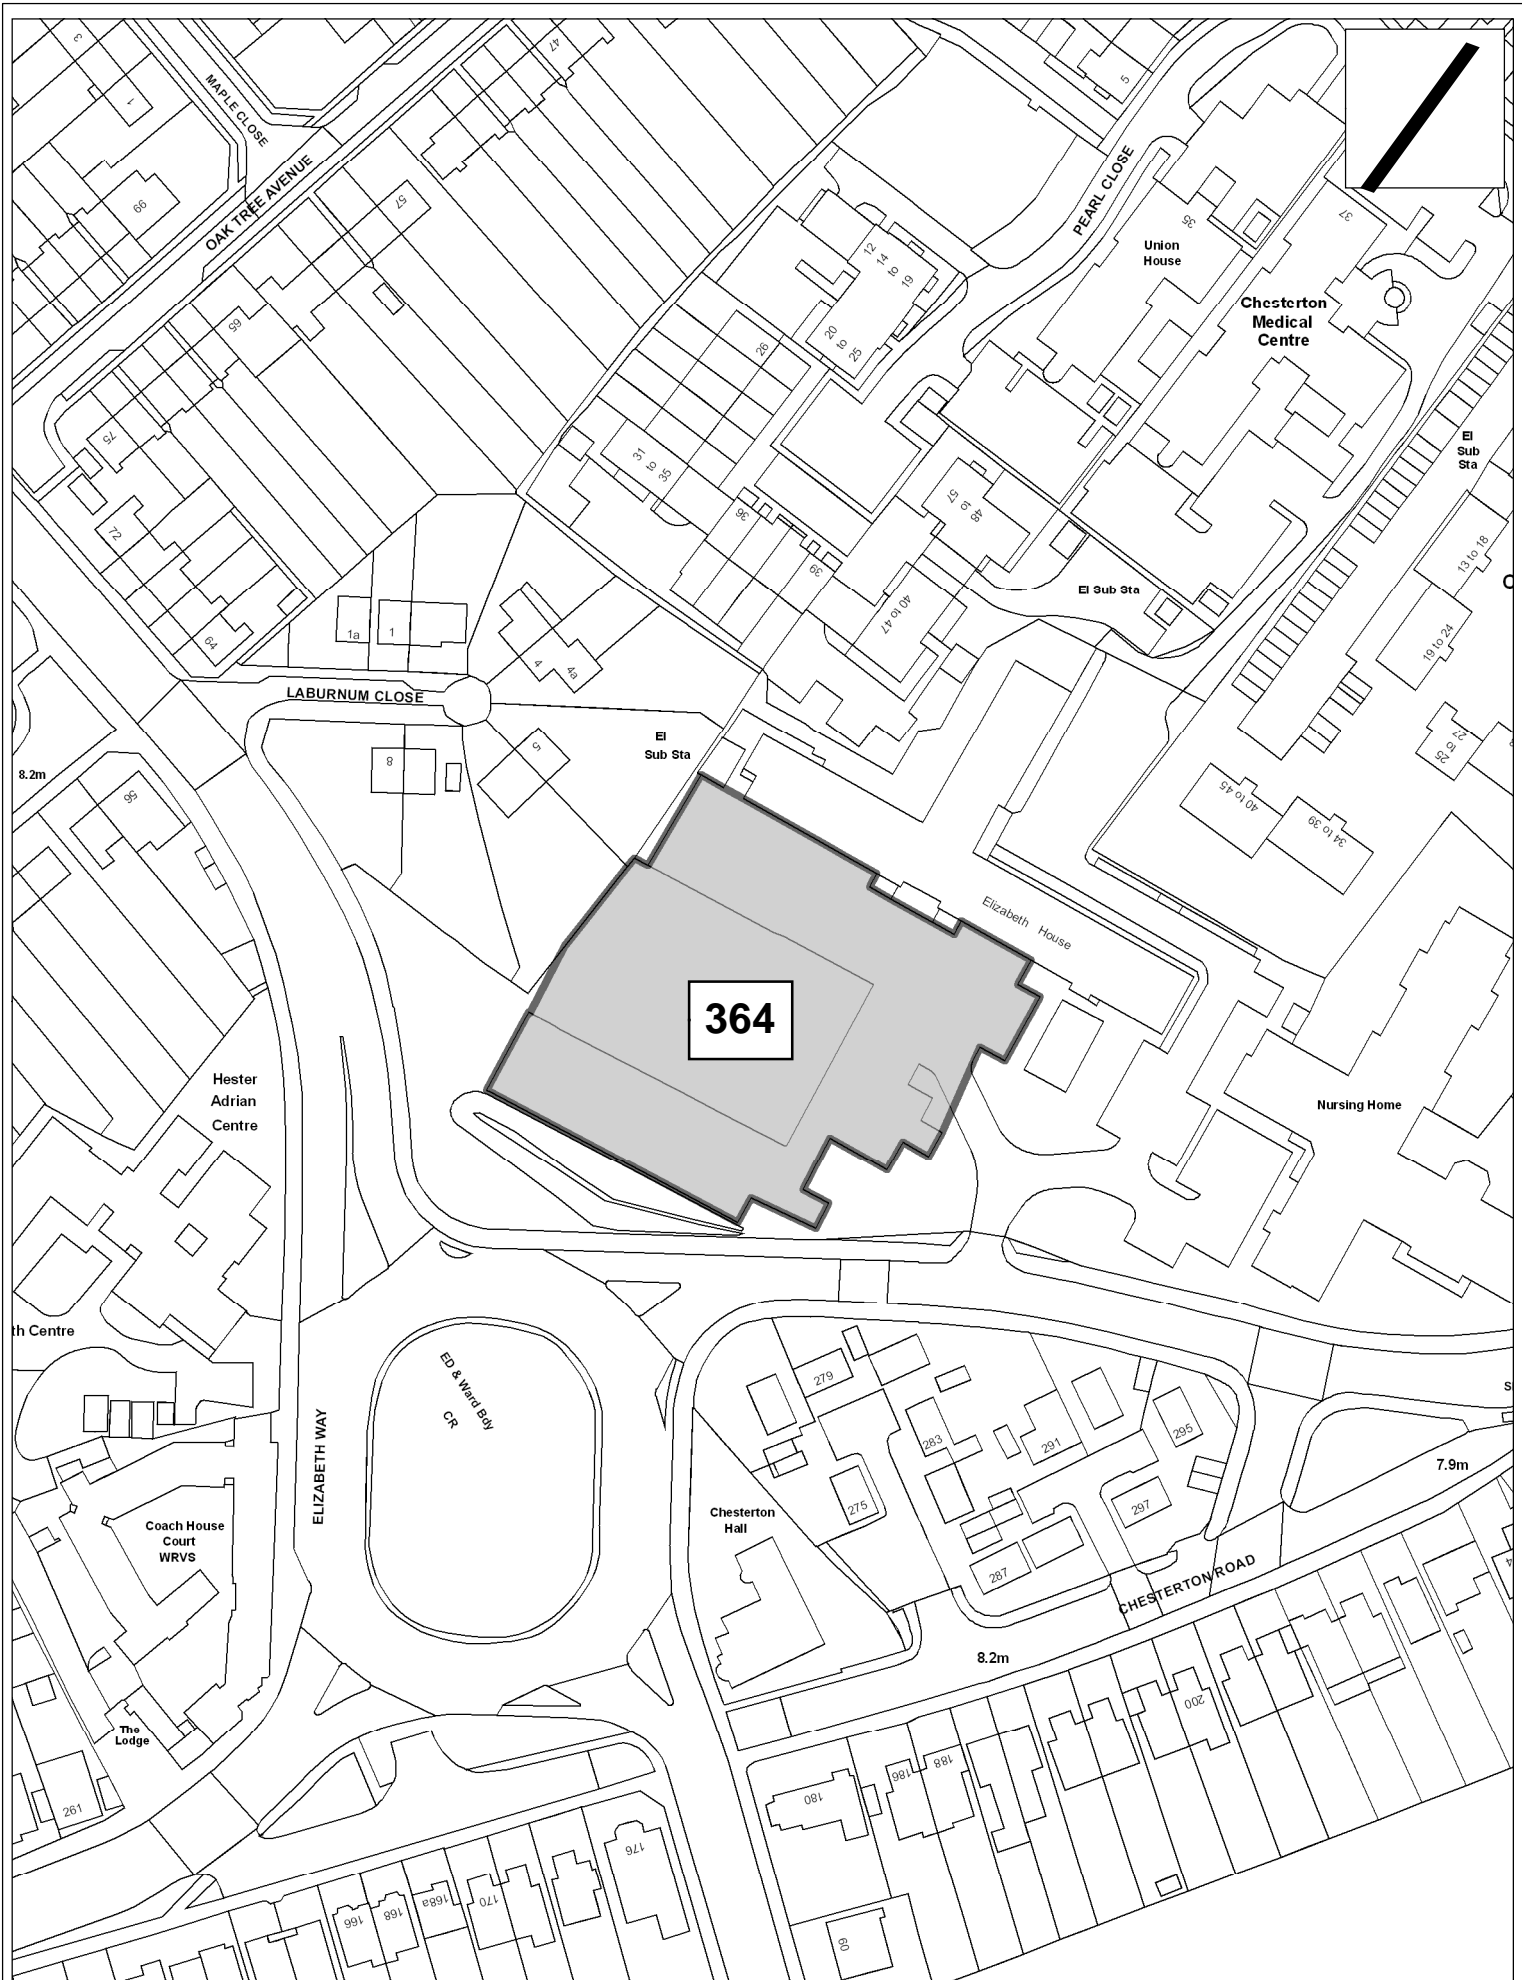 3
47
5
1
MAPLE CLOSE
99
OAK TREE AVENUE
57
PEARL CLOSE
35
37
Union
House
12
14
to
19
Chesterton
Medical
Centre
65
20
to
25
26
75
31
to
35
El
Sub
Sta
72
36
57
to
48
39
13 to 18
El Sub Sta
40 to 47
1a
1
64
19 to 24
4
4a
LABURNUM CLOSE
El
Sub Sta
5
27
to
25
8
8.2m
56
40 to 45
34 to 39
Elizabeth House
364
Hester
Adrian
Centre
Nursing Home
th Centre
ED & Ward Bdy
CR
279
283
291
295
ELIZABETH WAY
275
7.9m
297
Chesterton
Hall
Coach House
Court
WRVS
287
CHESTERTON ROAD
8.2m
200
The
Lodge
188
186
180
261
176
170
168a
168
166
60